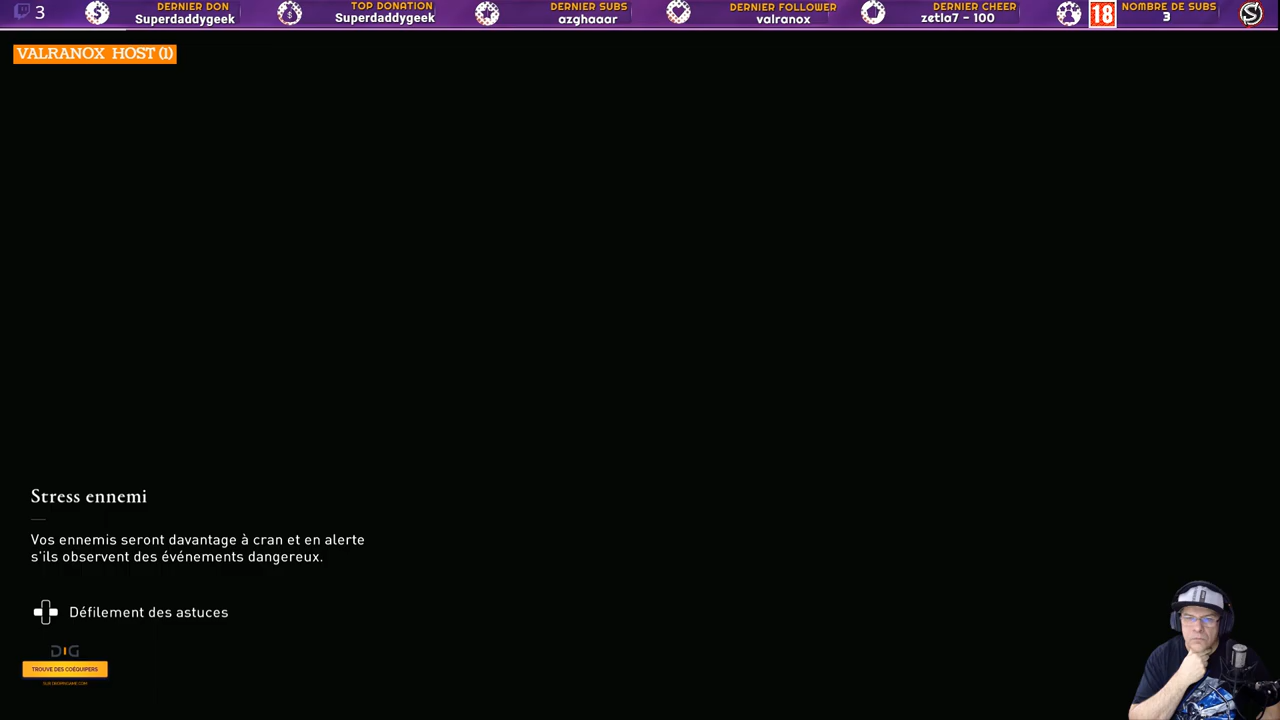 3
DERNIER DON
Superdaddygeek
TOP DONATION
Superdaddygeek
DERNIER SUBS
azghaaar
DERNIER FOLLOWER
valranox
DERNIER CHEER
zetla7 - 100
18
NOMBRE DE SUBS
3
VALRANOX HOST (1)
Stress ennemi
Vos ennemis seront davantage à cran et en alerte
s'ils observent des événements dangereux.
Défilement des astuces
DIG
TROUVE DES COÉQUIPERS